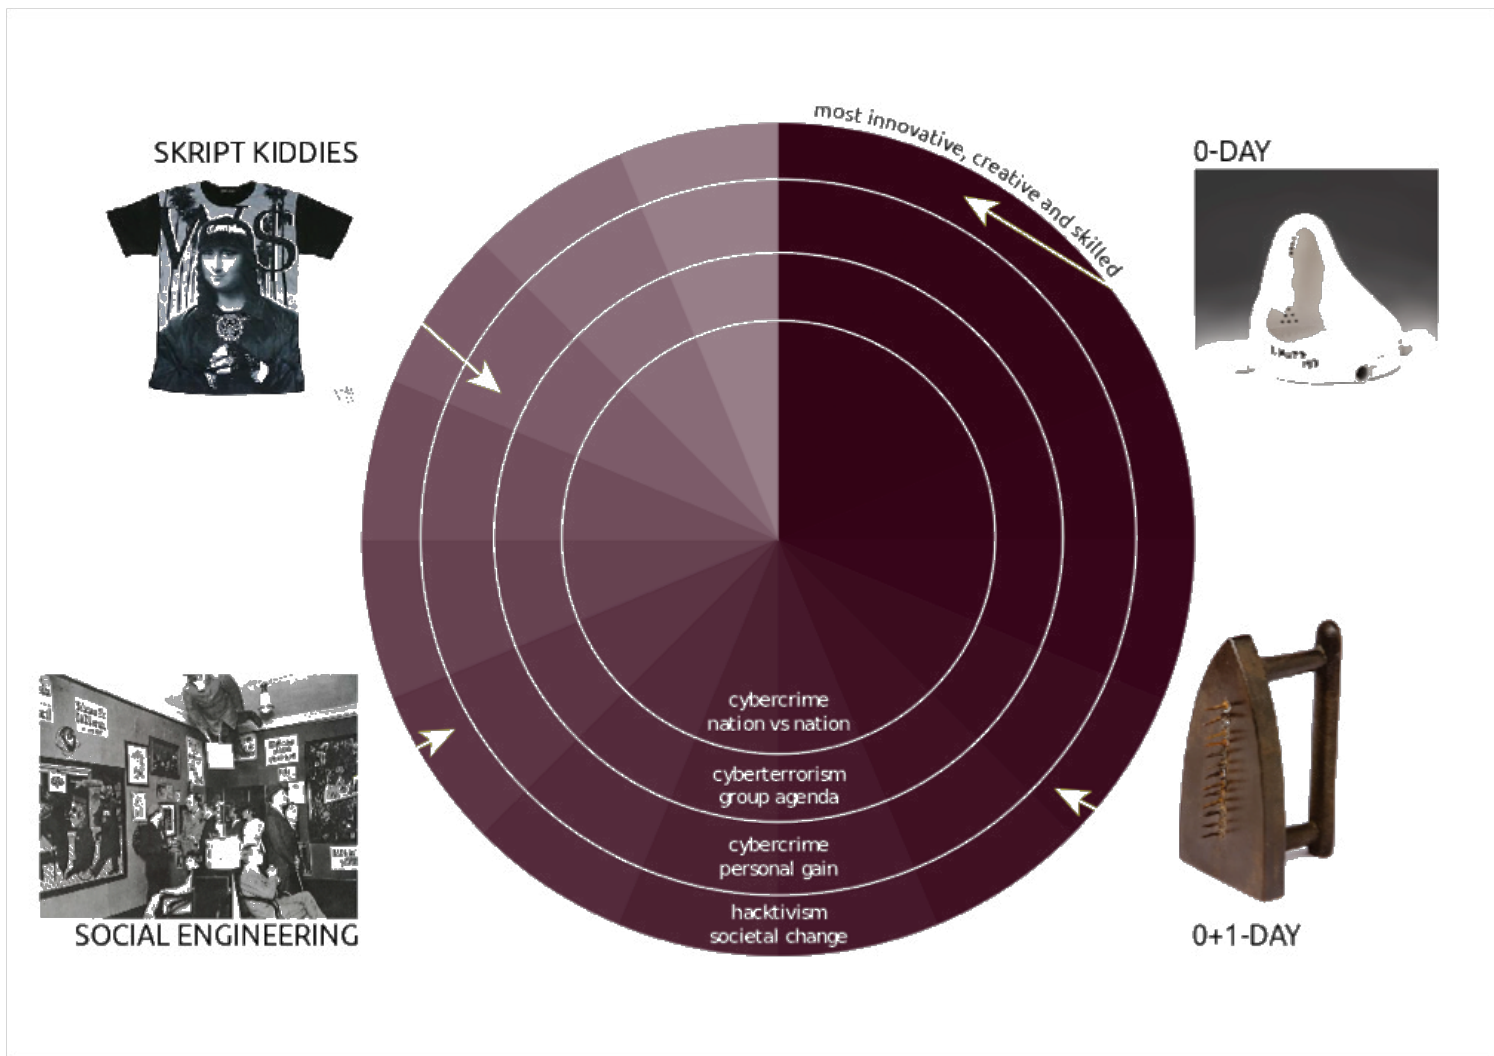 most innovative, creative and skilled
SKRIPT KIDDIES
0-DAY
cybercrime
nation vs nation
cyberterrorism
group agenda
cybercrime
personal gain
hacktivism
societal change
SOCIAL ENGINEERING
0+1-DAY